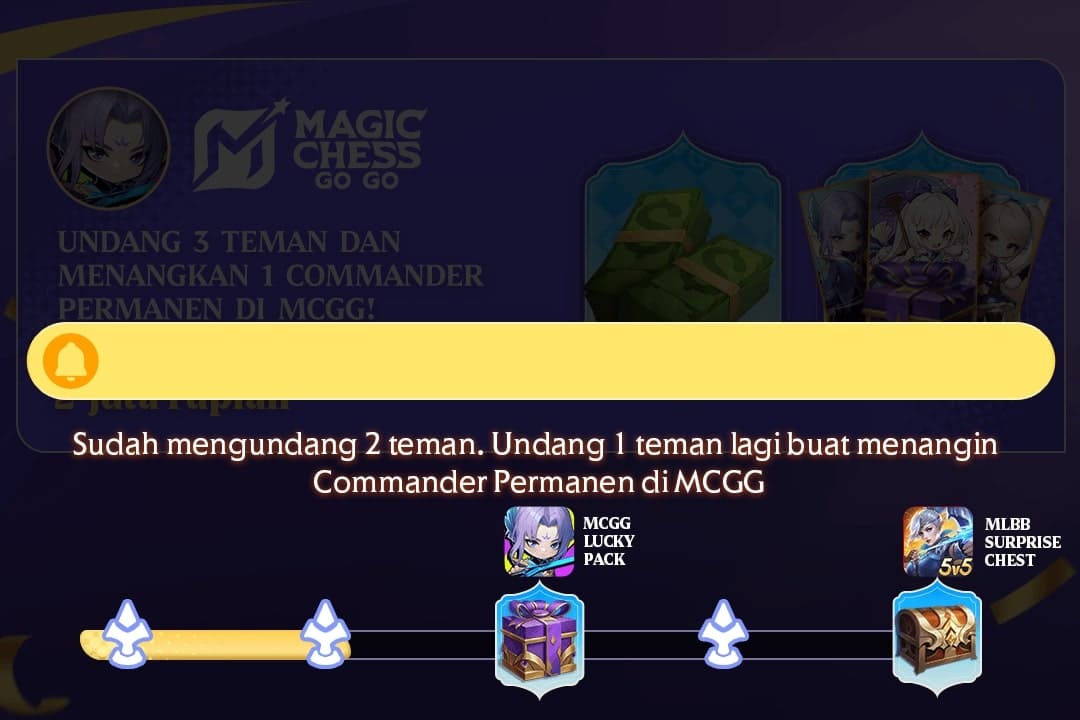 MAGIC
CHESS
GO GO
UNDANG 3 TEMAN DAN
MENANGKAN 1 COMMANDER
PERMANEN DI MCGG!
Sudah mengundang 2 teman. Undang 1 teman lagi buat menangin
Commander Permanen di MCGG
MCGG
LUCKY
PACK
MLBB
SURPRISE
CHEST
5v5